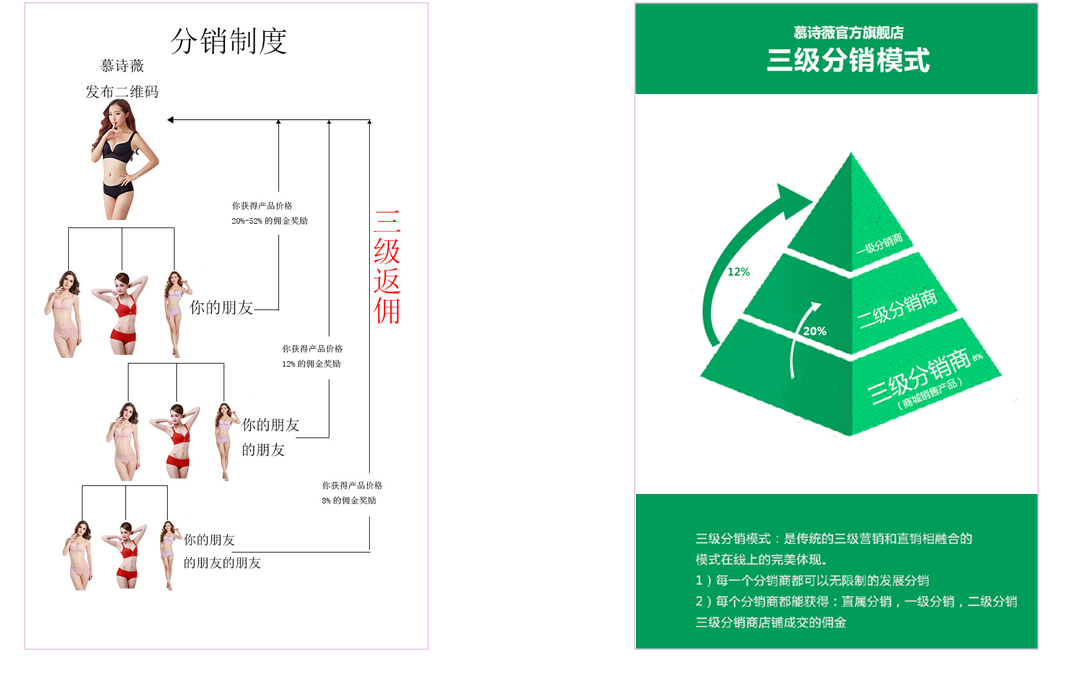 分销制度
慕诗薇
发布二维码
你获得产品价格
20%-52%的佣金奖励
三级返佣
你的朋友
你获得产品价格
12%的佣金奖励
你的朋友
的朋友
你获得产品价格
8%的佣金奖励
你的朋友
的朋友的朋友
慕诗薇官方旗舰店
三级分销模式
一级分销商
12%
二级分销商
20%
三级分销商 8%
(商城销售产品)
三级分销模式:是传统的三级营销和直销相融合的
模式在线上的完美体现。
1)每一个分销商都可以无限制的发展分销
2)每个分销商都能获得:直属分销,一级分销,二级分销
三级分销商店铺成交的佣金